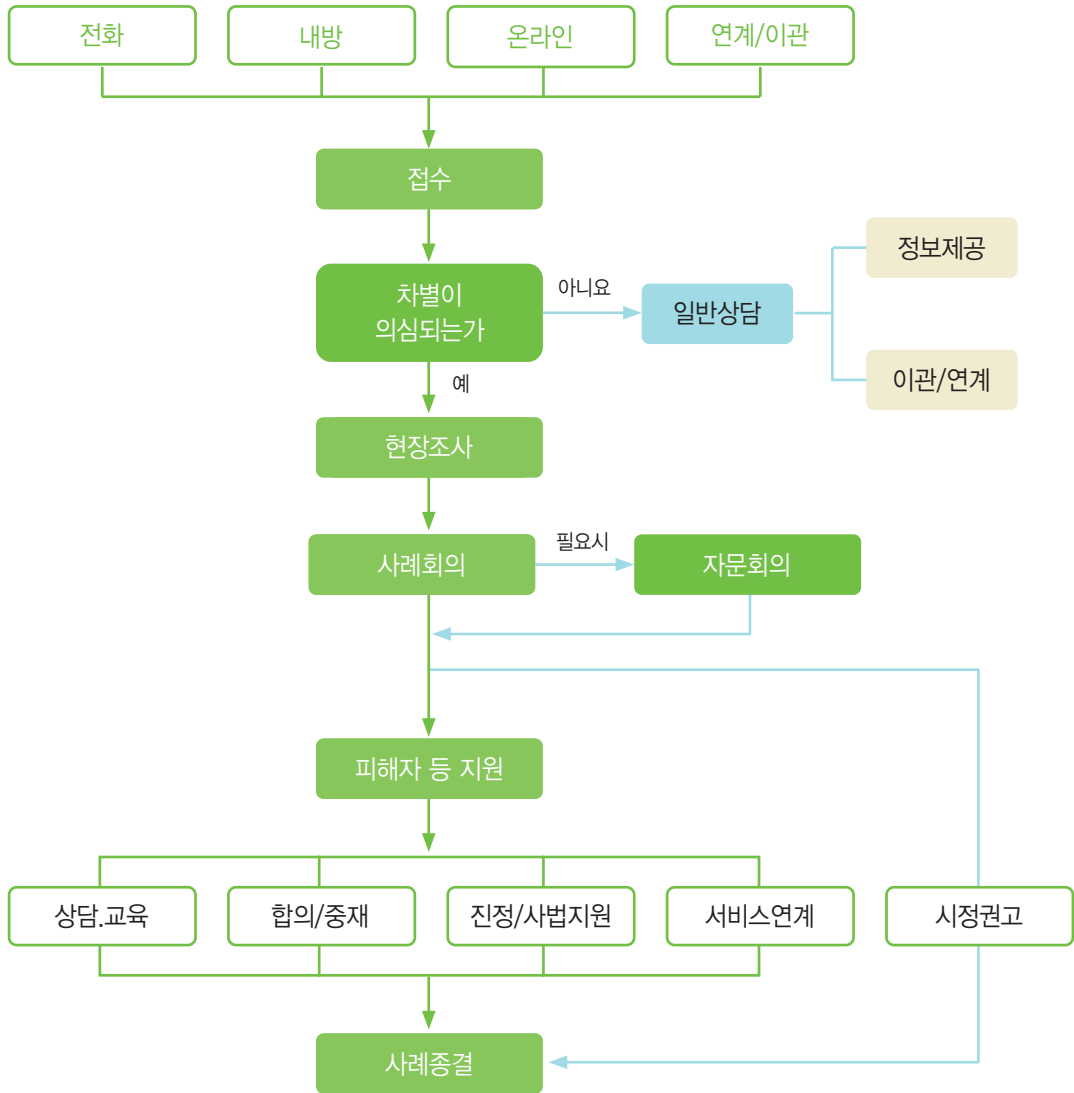 전화
내방
온라인
연계/이관
접수
차별이
의심되는가
아니요
일반상담
정보제공
이관/연계
예
현장조사
사례회의
필요시
자문회의
피해자 등 지원
상담.교육
합의/중재
진정/사법지원
서비스연계
시정권고
사례종결